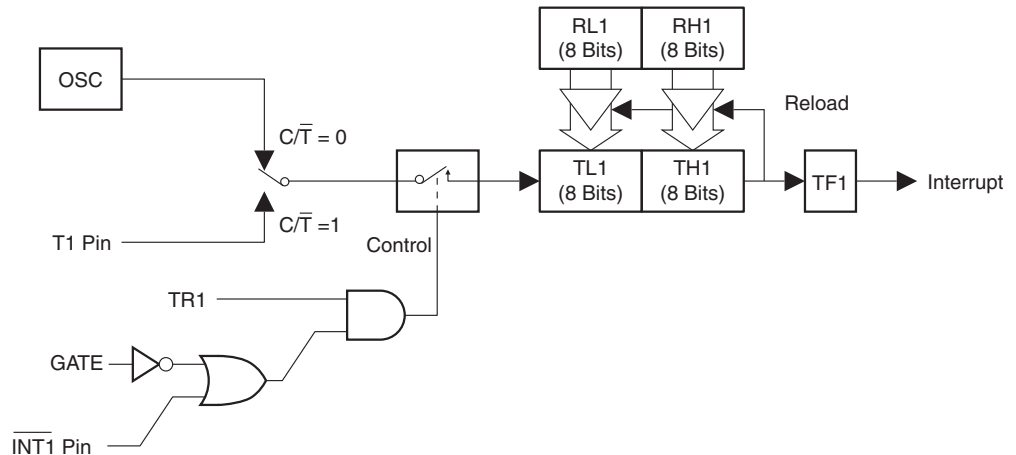 RL1
(8 Bits)
RH1
(8 Bits)
OSC
Reload
C/T̅ = 0
TL1
(8 Bits)
TH1
(8 Bits)
TF1
Interrupt
C/T̅ =1
T1 Pin
Control
TR1
GATE
I̅N̅T̅1̅ Pin